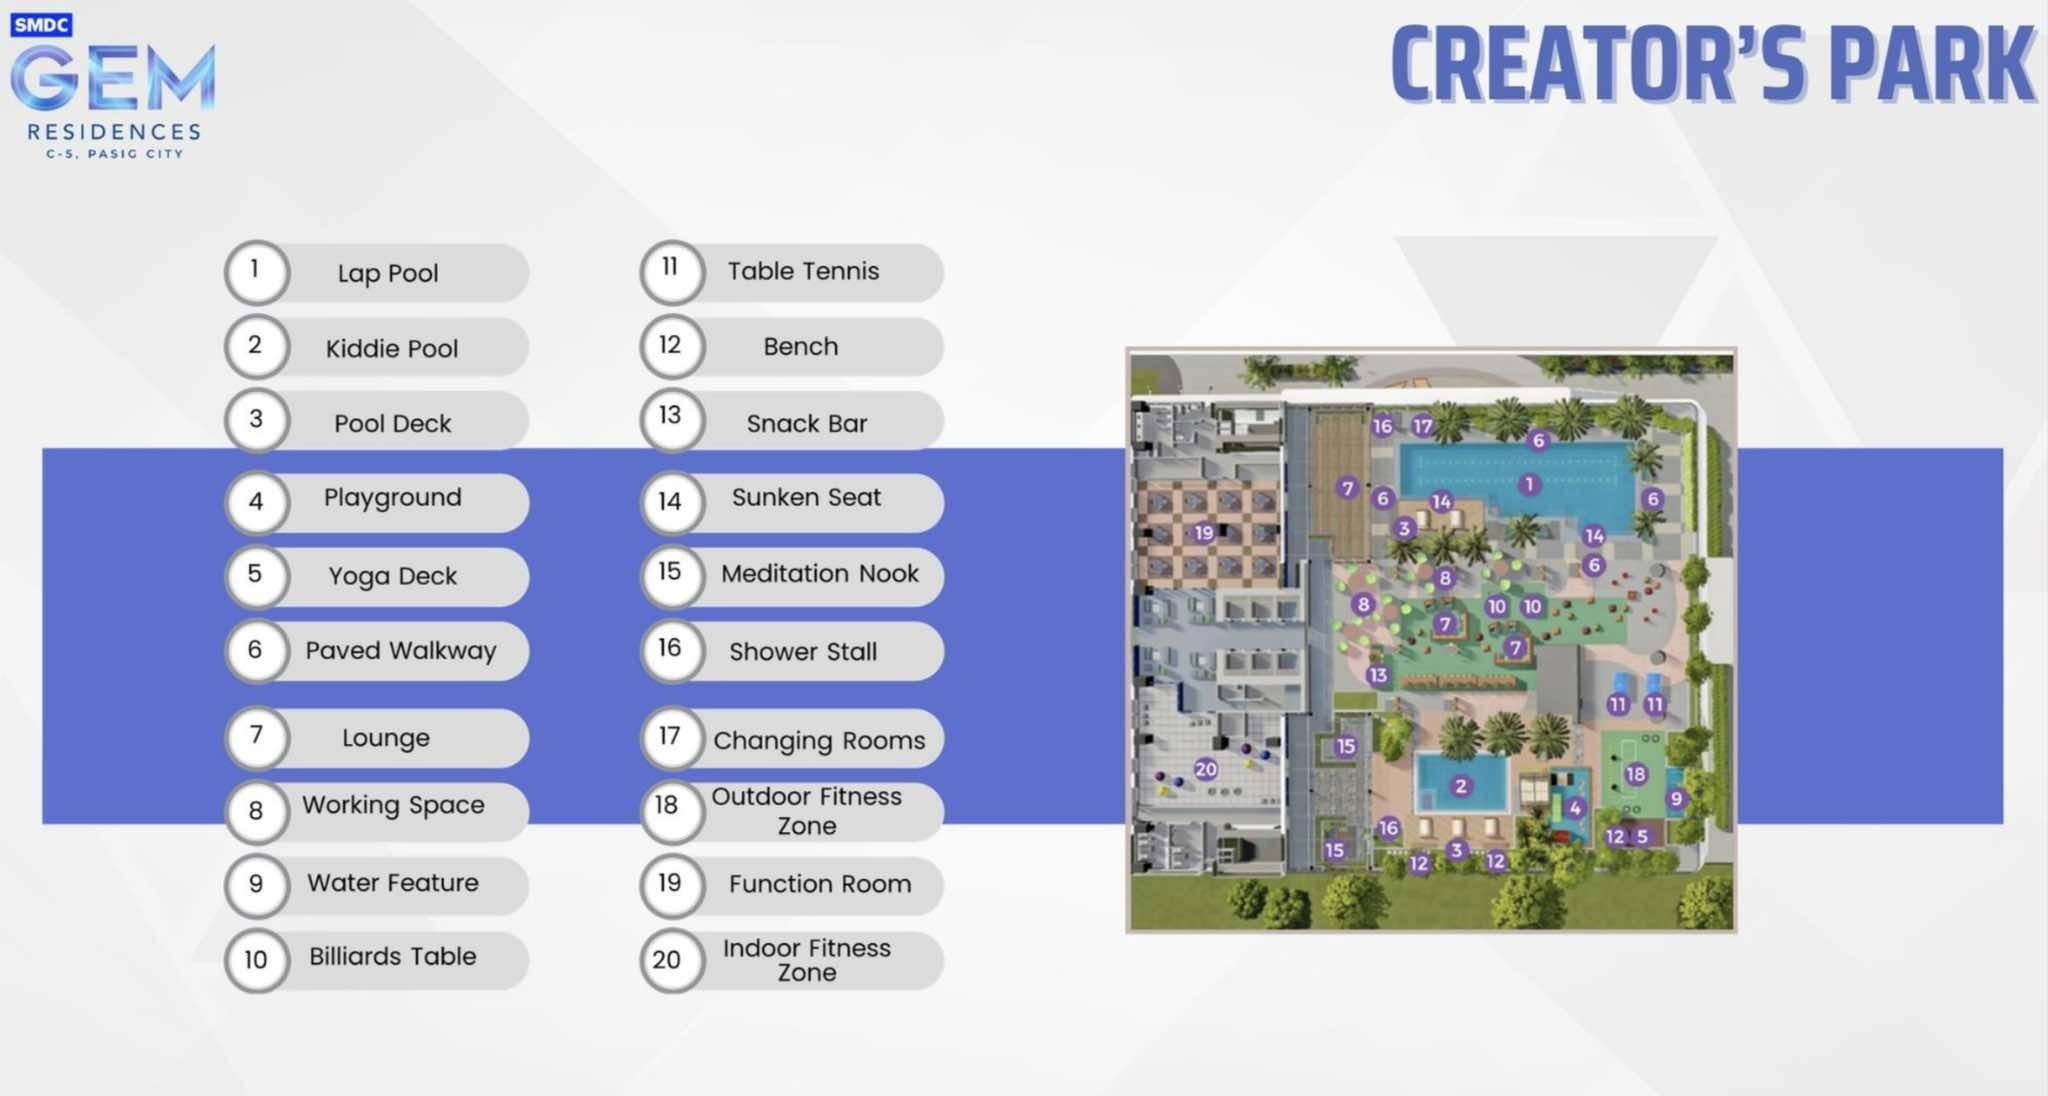 SMDC
GEM
RESIDENCES
C-5, PASIG CITY
CREATOR'S PARK
1 Lap Pool
2 Kiddie Pool
3 Pool Deck
4 Playground
5 Yoga Deck
6 Paved Walkway
7 Lounge
8 Working Space
9 Water Feature
10 Billiards Table
11 Table Tennis
12 Bench
13 Snack Bar
14 Sunken Seat
15 Meditation Nook
16 Shower Stall
17 Changing Rooms
18 Outdoor Fitness
Zone
19 Function Room
20 Indoor Fitness
Zone
16 17
6
7 6 14 1 6
3
19
14
6
8
8 10 10
7
7
13
11 11
15
20 18
2
4 9
16
12 5
15 3
12 12